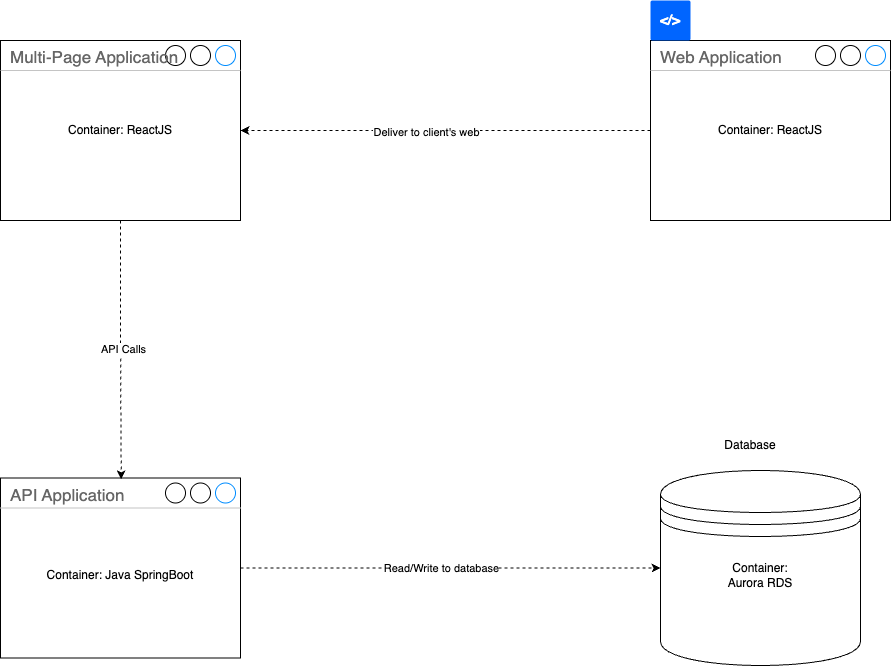 </>
Multi-Page Application
Web Application
Container: ReactJS
Deliver to client's web
Container: ReactJS
API Calls
Database
API Application
Container: Java SpringBoot
Read/Write to database
Container:
Aurora RDS